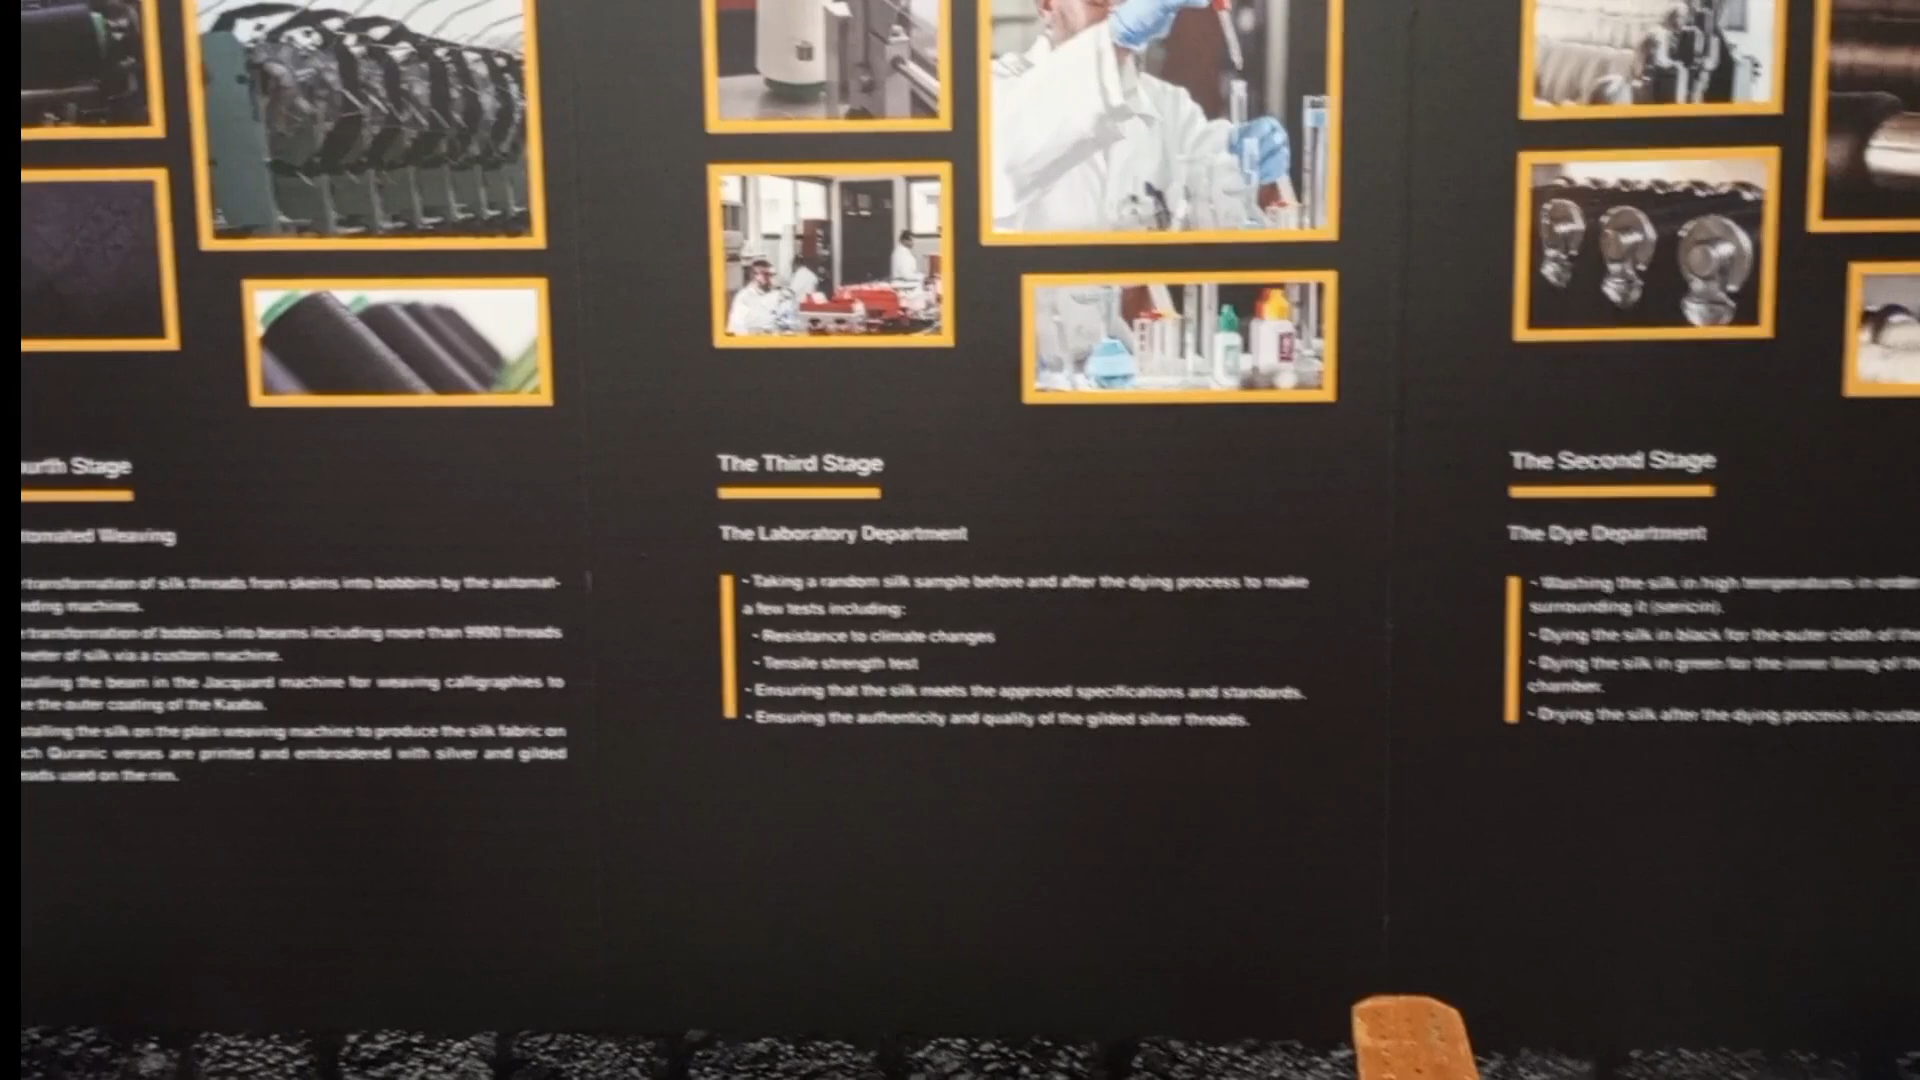 urth Stage
tomated Weaving
transformation of silk threads from skeins into bobbins by the automat-
ding machines.
transformation of bobbins into beams including more than 9900 threads
meter of silk via a custom machine.
talling the beam in the Jacquard machine for weaving calligraphies to
e the outer coating of the Kaaba.
talling the silk on the plain weaving machine to produce the silk fabric on
ch Quranic verses are printed and embroidered with silver and gilded
eads used on the rim.
The Third Stage
The Laboratory Department
- Taking a random silk sample before and after the dying process to make
a few tests including:
- Resistance to climate changes
- Tensile strength test
- Ensuring that the silk meets the approved specifications and standards.
- Ensuring the authenticity and quality of the gilded silver threads.
The Second Stage
The Dye Department
- Washing the silk in high temperatures in order
surrounding it (sericin).
- Dying the silk in black for the outer cloth of the
- Dying the silk in green for the inner lining of th
chamber.
- Drying the silk after the dying process in custo